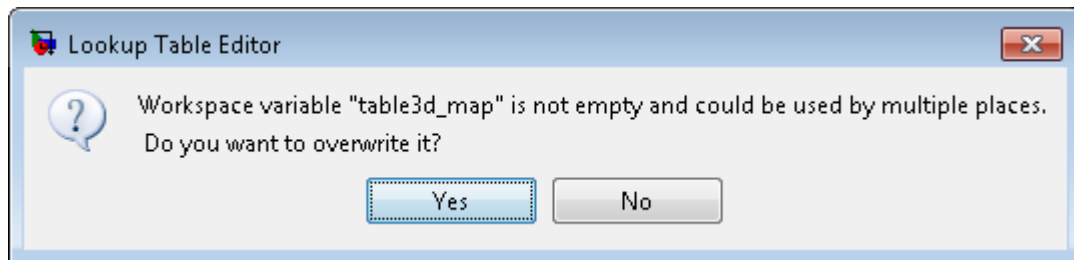 Lookup Table Editor
Workspace variable "table3d_map" is not empty and could be used by multiple places.
Do you want to overwrite it?
Yes No